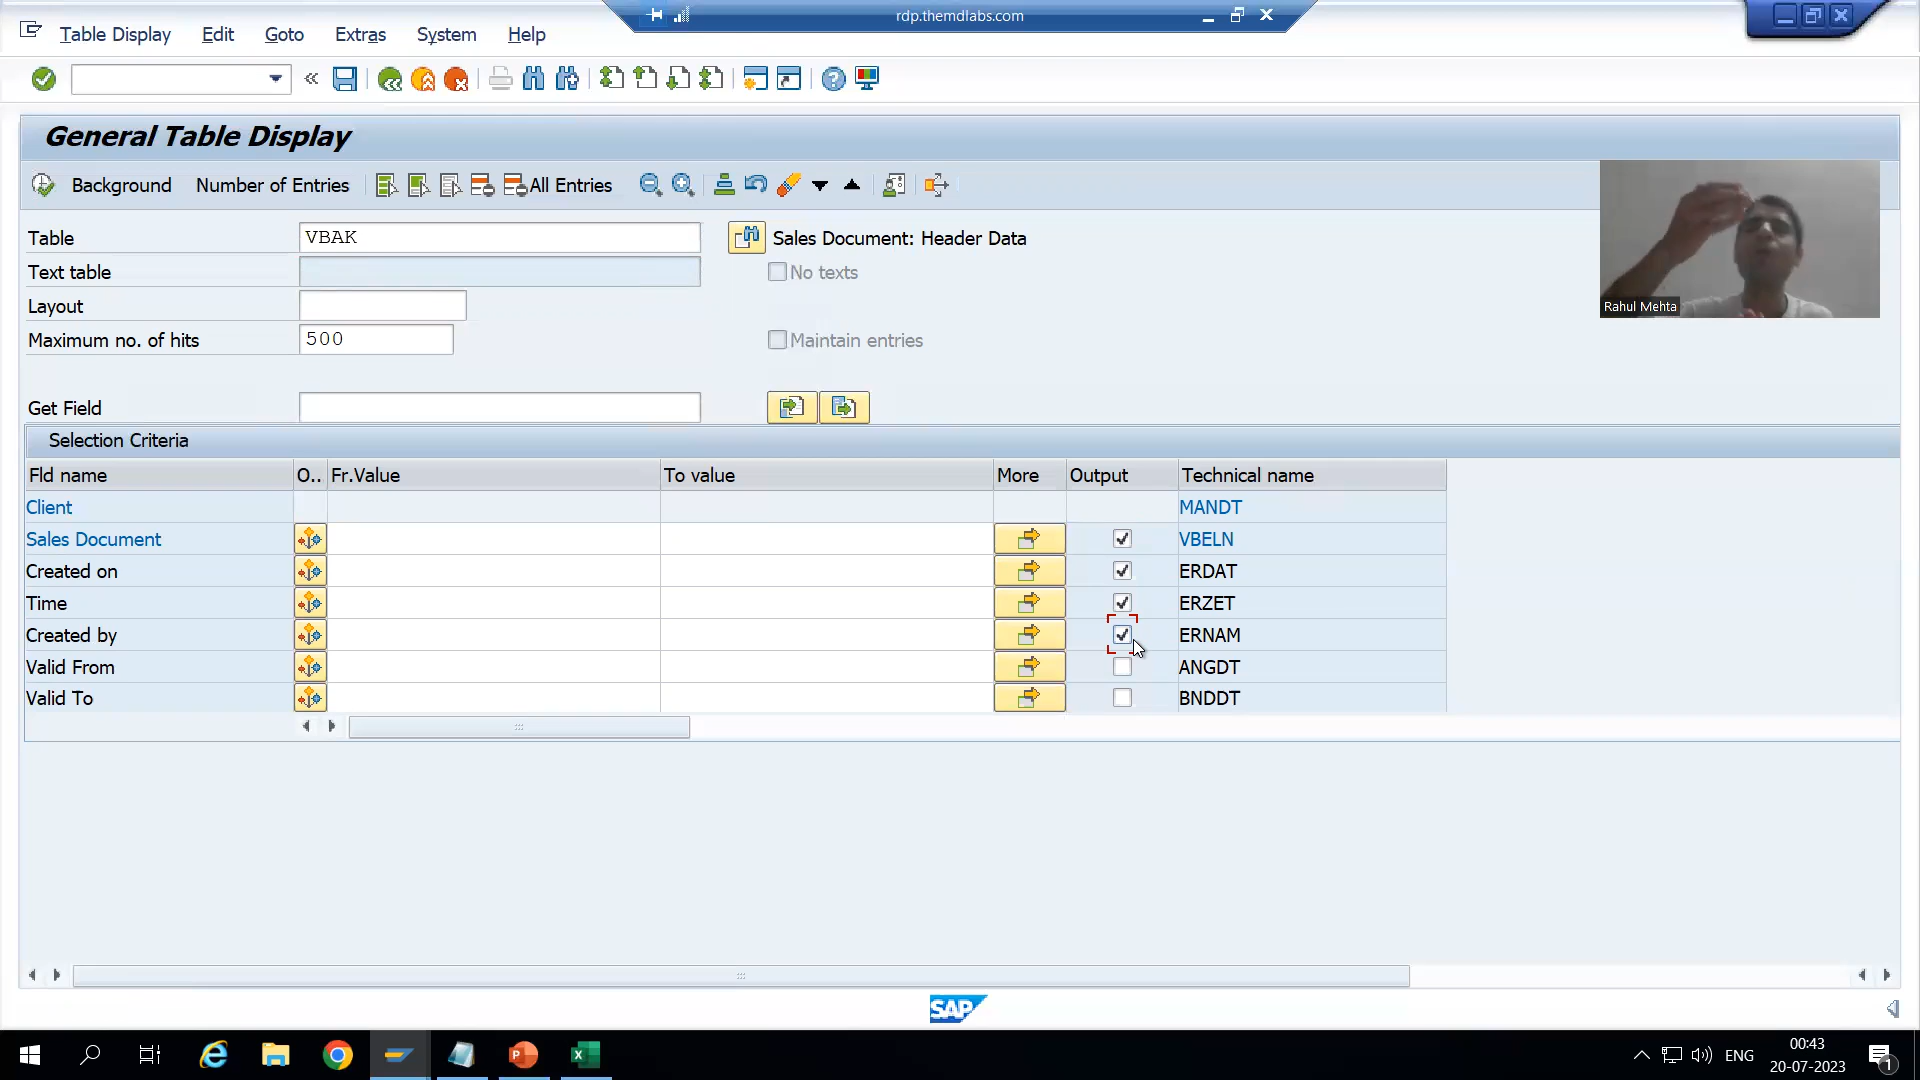 rdp.themdlabs.com
Table Display Edit Goto Extras System Help
General Table Display
Background Number of Entries All Entries
Table VBAK Sales Document: Header Data
Text table No texts
Layout
Maximum no. of hits 500 Maintain entries
Get Field
Rahul Mehta
Selection Criteria
Fld name O.. Fr.Value To value More Output Technical name
Client MANDT
Sales Document VBELN
Created on ERDAT
Time ERZET
Created by ERNAM
Valid From ANGDT
Valid To BNDDT
SAP
ENG 00:43
20-07-2023 1